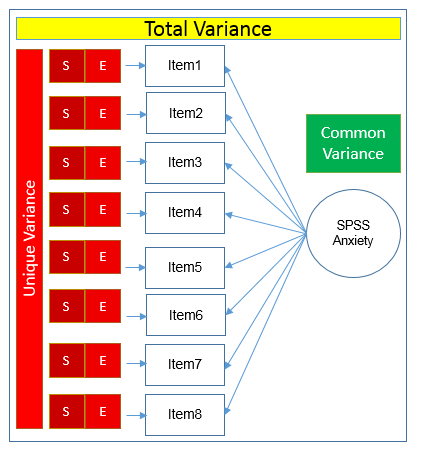 Total Variance
Unique Variance
S E Item1
S E Item2
S E Item3
S E Item4
S E Item5
S E Item6
S E Item7
S E Item8
Common
Variance
SPSS
Anxiety